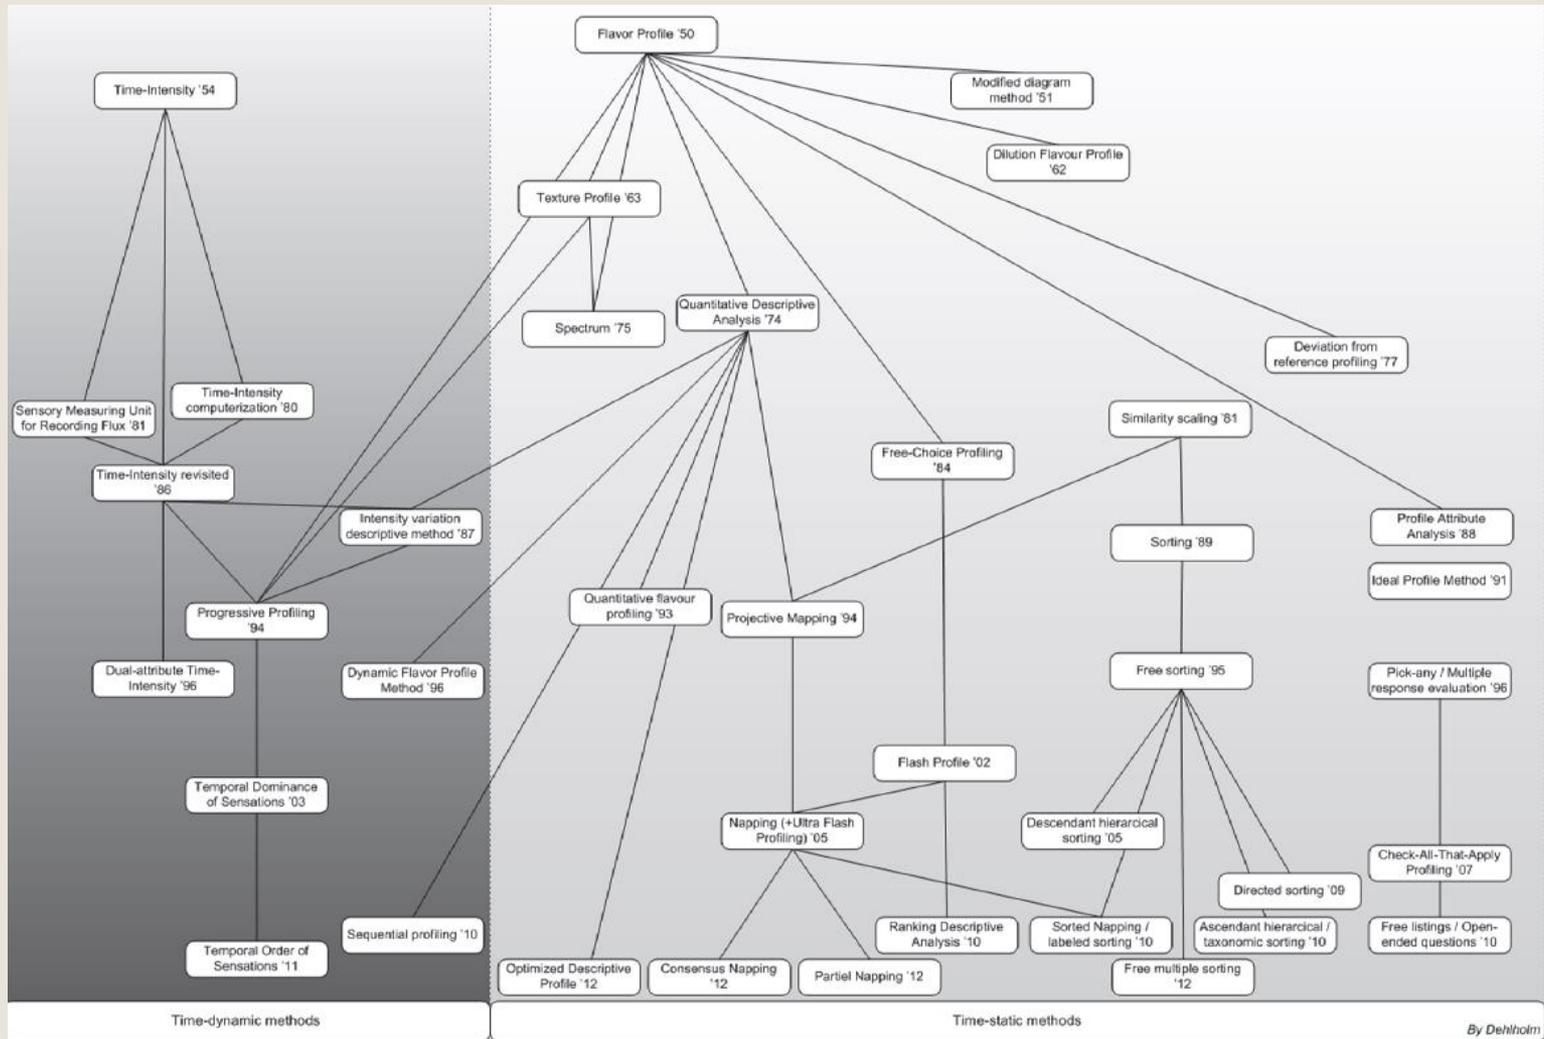 Flavor Profile '50
Time-Intensity '54
Modified diagram
method '51
Dilution Flavour Profile
'62
Texture Profile '63
Quantitative Descriptive
Analysis '74
Spectrum '75
Deviation from
reference profiling '77
Time-Intensity
computerization '80
Sensory Measuring Unit
for Recording Flux '81
Similarity scaling '81
Free-Choice Profiling
'84
Time-Intensity revisited
'86
Intensity variation
descriptive method '87
Profile Attribute
Analysis '88
Sorting '89
Ideal Profile Method '91
Quantitative flavour
profiling '93
Progressive Profiling
'94
Projective Mapping '94
Free sorting '95
Dual-attribute Time-
Intensity '96
Dynamic Flavor Profile
Method '96
Pick-any / Multiple
response evaluation '96
Flash Profile '02
Temporal Dominance
of Sensations '03
Napping (+Ultra Flash
Profiling) '05
Descendant hierarcical
sorting '05
Check-All-That-Apply
Profiling '07
Directed sorting '09
Sequential profiling '10
Ranking Descriptive
Analysis '10
Sorted Napping /
labeled sorting '10
Ascendant hierarcical /
taxonomic sorting '10
Free listings / Open-
ended questions '10
Temporal Order of
Sensations '11
Optimized Descriptive
Profile '12
Consensus Napping
'12
Partiel Napping '12
Free multiple sorting
'12
Time-dynamic methods
Time-static methods
By Dehlholm